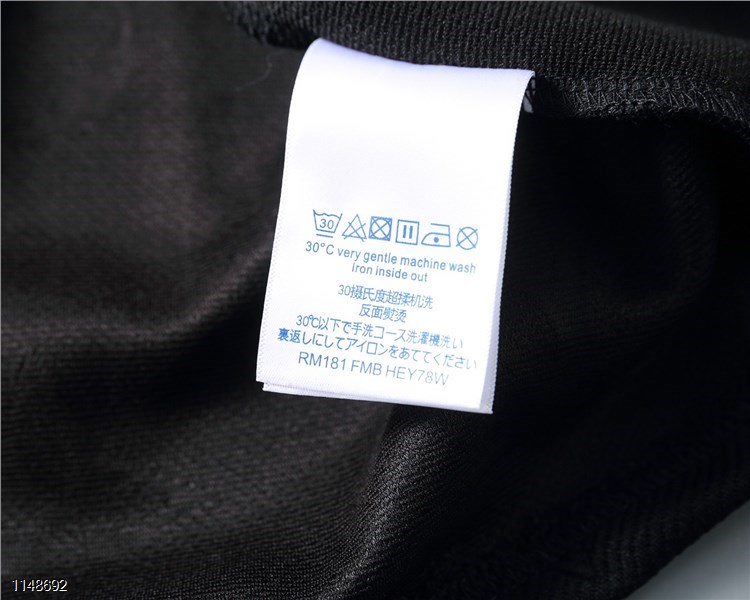 30
30°C very gentle machine wash
iron inside out
30摄氏度超揉机洗
反面熨烫
30℃以下で手洗コース洗濯機洗い
裏返しにしてアイロンをあててください
RM181 FMB HEY78W
1148692